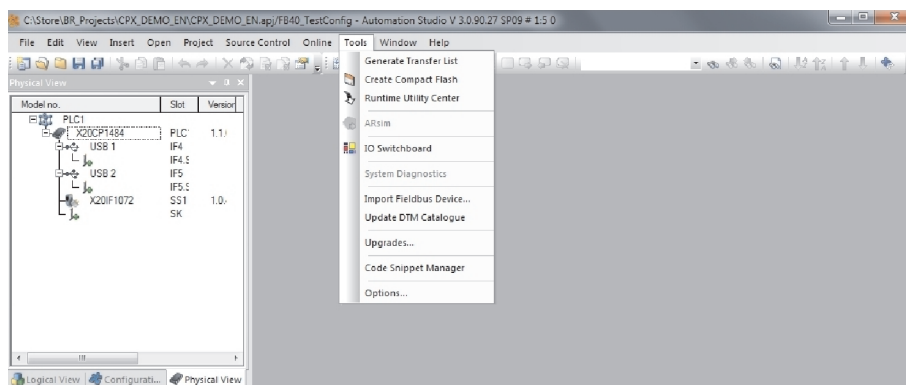 C:\Store\BR_Projects\CPX_DEMO_EN\CPX_DEMO_EN.apj/FB40_TestConfig - Automation Studio V 3.0.90.27 SP09 # 1:5 0
File Edit View Insert Open Project Source Control Online Tools Window Help
Physical View
Model no. Slot Version
PLC1
X20CP1484 PLC 1.1.
USB 1 IF4
IF4.S
USB 2 IF5
IF5.S
X20IF1072 SS1 1.0.
SK
Generate Transfer List
Create Compact Flash
Runtime Utility Center
ARsim
IO Switchboard
System Diagnostics
Import Fieldbus Device...
Update DTM Catalogue
Upgrades...
Code Snippet Manager
Options...
Logical View Configurati... Physical View